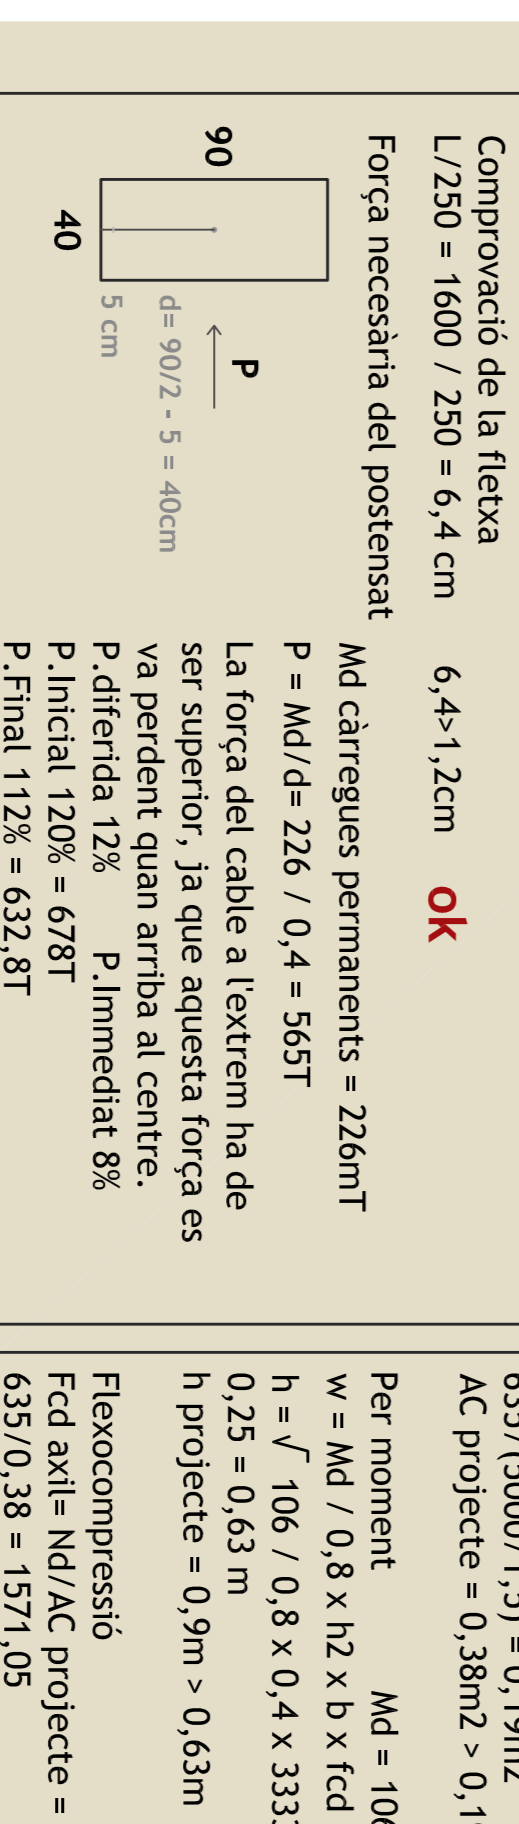 Comprovació de la fletxa
L/250 = 1600 / 250 = 6,4 cm 6,4>1,2cm ok
Força necesària del postensat
90
40
P
d= 90/2 - 5 = 40cm
5 cm
Md càrregues permanents = 226mT
P = Md/d= 226 / 0,4 = 565T
La força del cable a l'extrem ha de
ser superior, ja que aquesta força es
va perdent quan arriba al centre.
P.diferida 12% P.Immediat 8%
P.Inicial 120% = 678T
P.Final 112% = 632,8T
AC projecte = 0,38m2 >
Per moment Md =
w = Md / 0,8 x h2 x b x fcd
h = √ 106 / 0,8 x 0,4 x
0,25 = 0,63 m
h projecte = 0,9m > 0,63m
Flexocompressió
Fcd axil= Nd/AC projecte =
635/0,38 = 1571,05